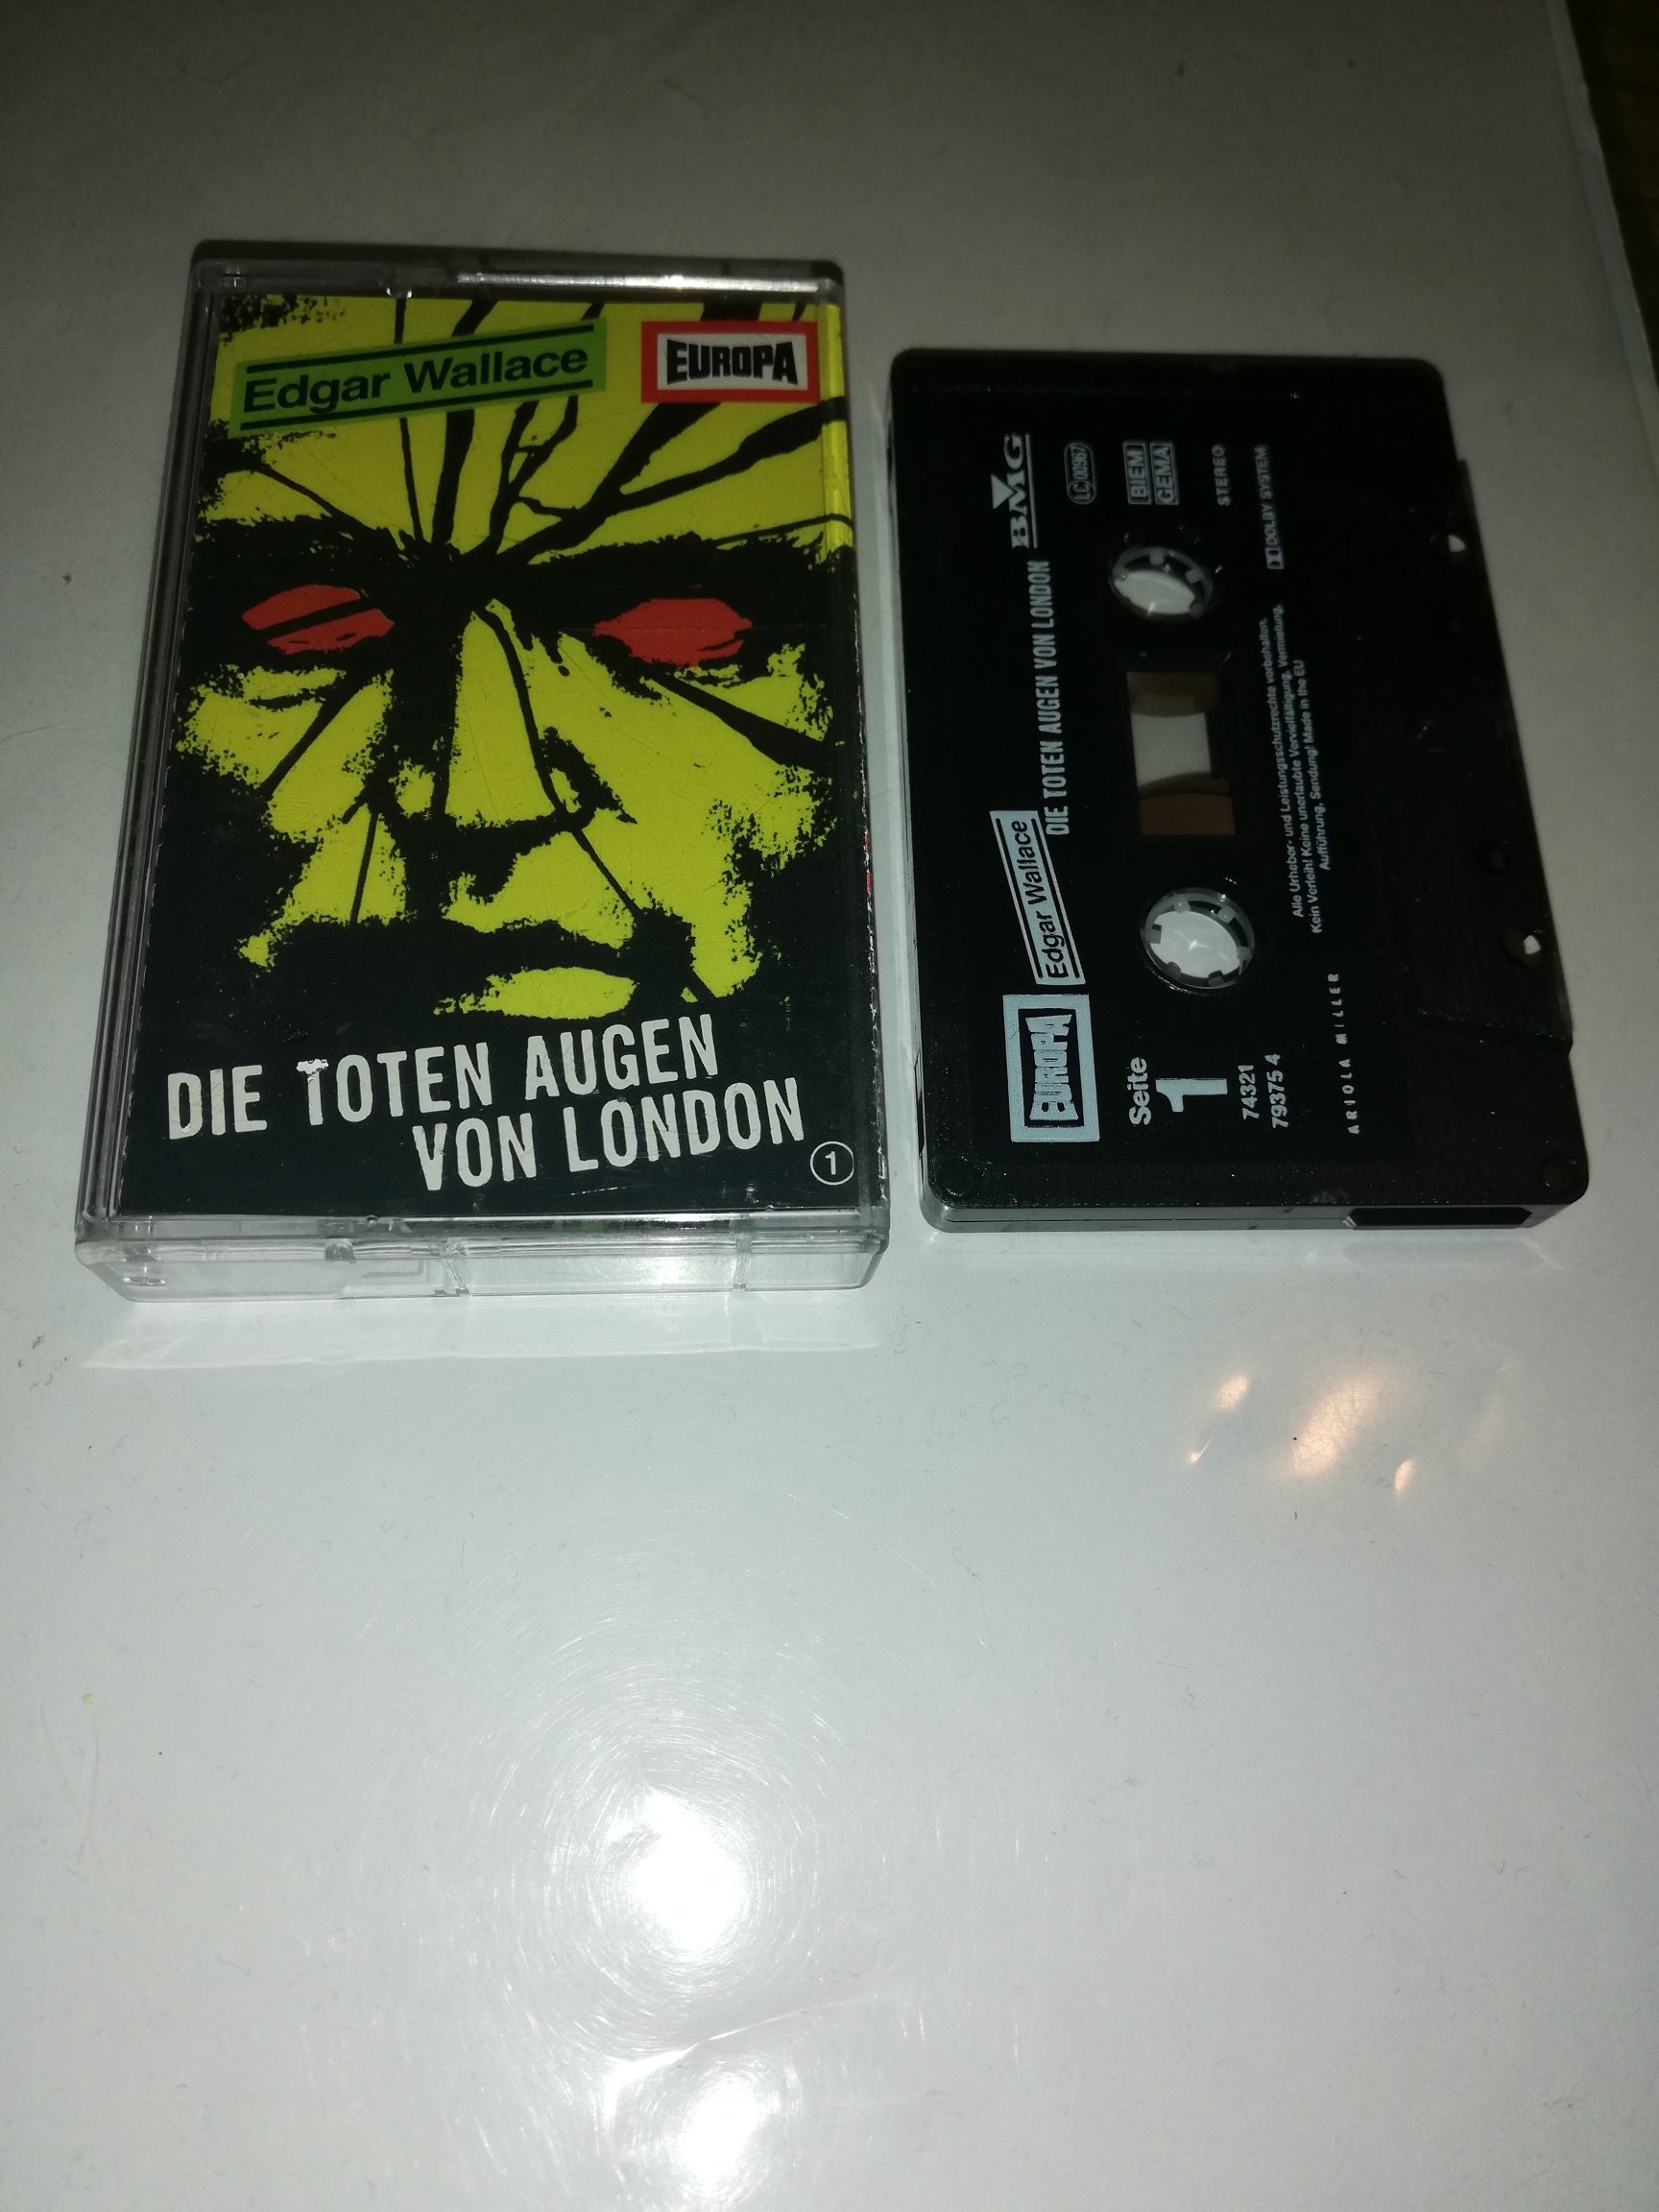 Edgar Wallace
EUROPA
DIE TOTEN AUGEN
VON LONDON
1
EUROPA
Edgar Wallace
DIE TOTEN AUGEN VON LONDON
BMG
LC 00967
BIEM
GEMA
STEREO
DOLBY SYSTEM
Seite
1
74321
79375 4
Alle Urheber- und Leistungsschutzrechte vorbehalten.
Kein Verleih! Keine unerlaubte Vervielfältigung, Vermietung,
Aufführung, Sendung! Made in the EU
ARIOLA MILLER